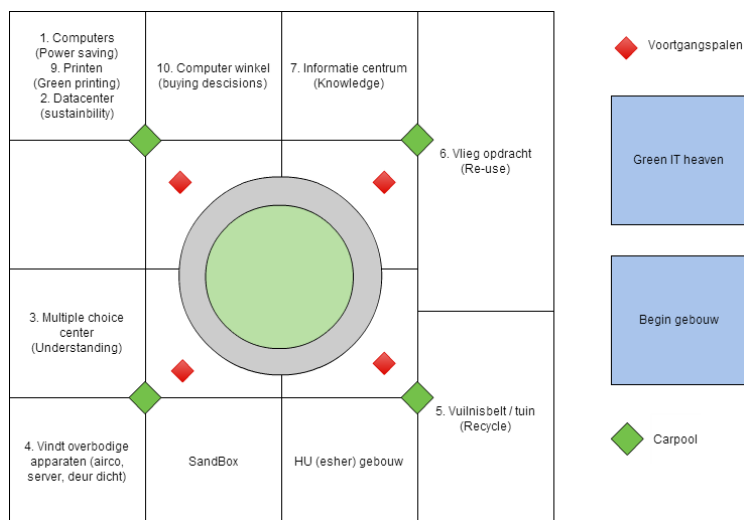 1. Computers
(Power saving)
9. Printen
(Green printing)
2. Datacenter
(sustainbility)
10. Computer winkel
(buying descisions)
7. Informatie centrum
(Knowledge)
6. Vlieg opdracht
(Re-use)
3. Multiple choice
center
(Understanding)
4. Vindt overbodige
apparaten (airco,
server, deur dicht)
SandBox
HU (esher) gebouw
5. Vuilnisbelt / tuin
(Recycle)
Voortgangspalen
Green IT heaven
Begin gebouw
Carpool